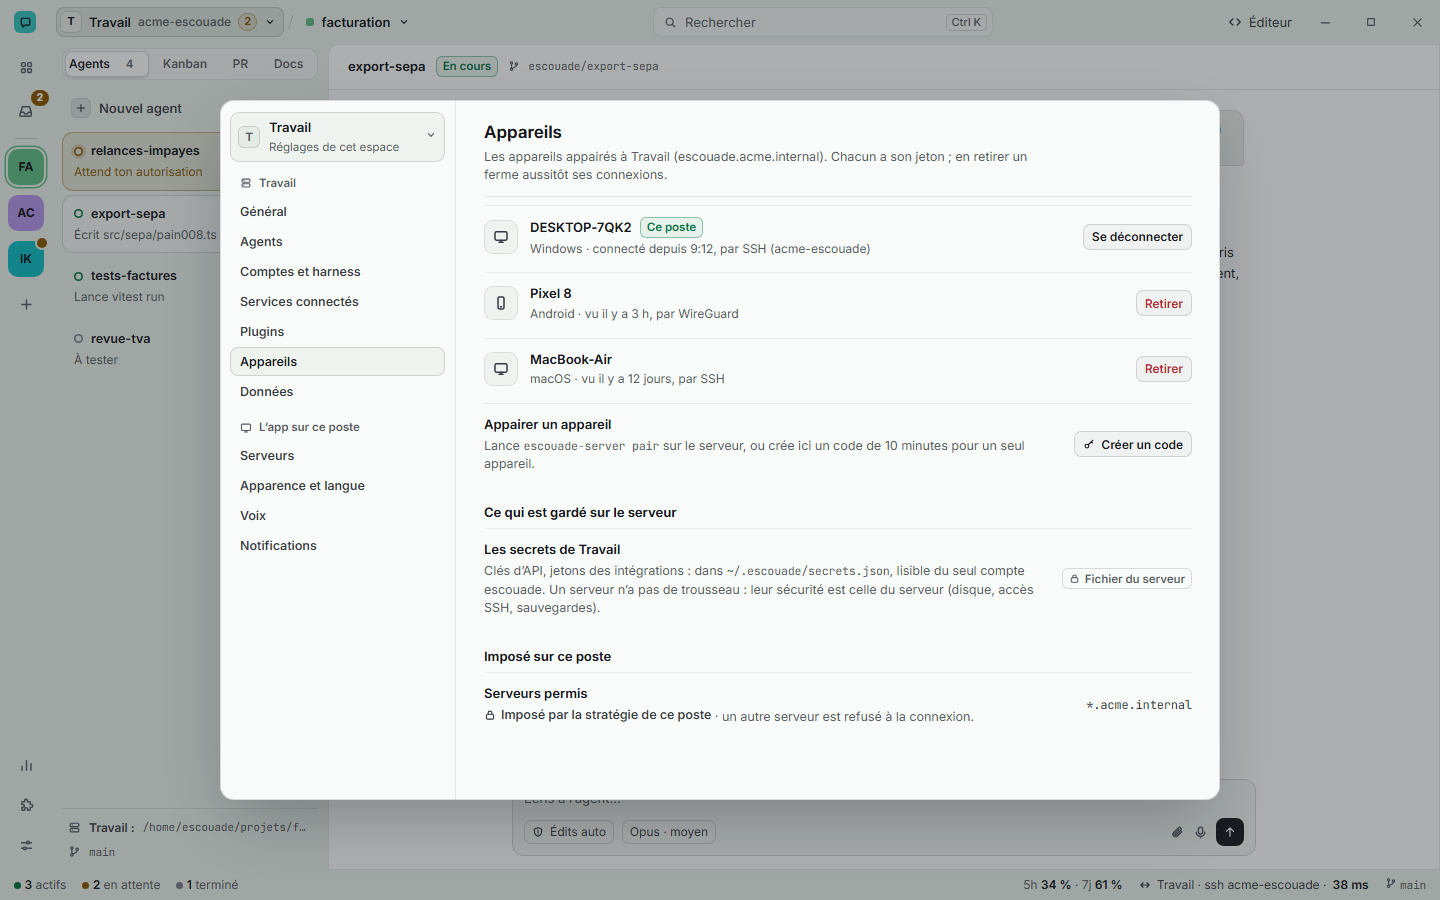 T Travail acme-escouade 2 / facturation
Rechercher Ctrl K
Éditeur
Agents 4 Kanban PR Docs
export-sepa En cours escouade/export-sepa
2
Nouvel agent
FA
relances-impayes
Attend ton autorisation
AC
export-sepa
Écrit src/sepa/pain008.ts
IK
tests-factures
Lance vitest run
revue-tva
À tester
T Travail
Réglages de cet espace
Travail
Général
Agents
Comptes et harness
Services connectés
Plugins
Appareils
Données
L’app sur ce poste
Serveurs
Apparence et langue
Voix
Notifications
Appareils
Les appareils appairés à Travail (escouade.acme.internal). Chacun a son jeton ; en retirer un
ferme aussitôt ses connexions.
DESKTOP-7QK2 Ce poste
Windows · connecté depuis 9:12, par SSH (acme-escouade)
Se déconnecter
Pixel 8
Android · vu il y a 3 h, par WireGuard
Retirer
MacBook-Air
macOS · vu il y a 12 jours, par SSH
Retirer
Appairer un appareil
Lance escouade-server pair sur le serveur, ou crée ici un code de 10 minutes pour un seul
appareil.
Créer un code
Ce qui est gardé sur le serveur
Les secrets de Travail
Clés d’API, jetons des intégrations : dans ~/.escouade/secrets.json, lisible du seul compte
escouade. Un serveur n’a pas de trousseau : leur sécurité est celle du serveur (disque, accès
SSH, sauvegardes).
Fichier du serveur
Imposé sur ce poste
Serveurs permis
Imposé par la stratégie de ce poste · un autre serveur est refusé à la connexion.
*.acme.internal
Travail : /home/escouade/projets/f…
main
Édits auto Opus · moyen
3 actifs 2 en attente 1 terminé
5h 34 % · 7j 61 % Travail · ssh acme-escouade · 38 ms main